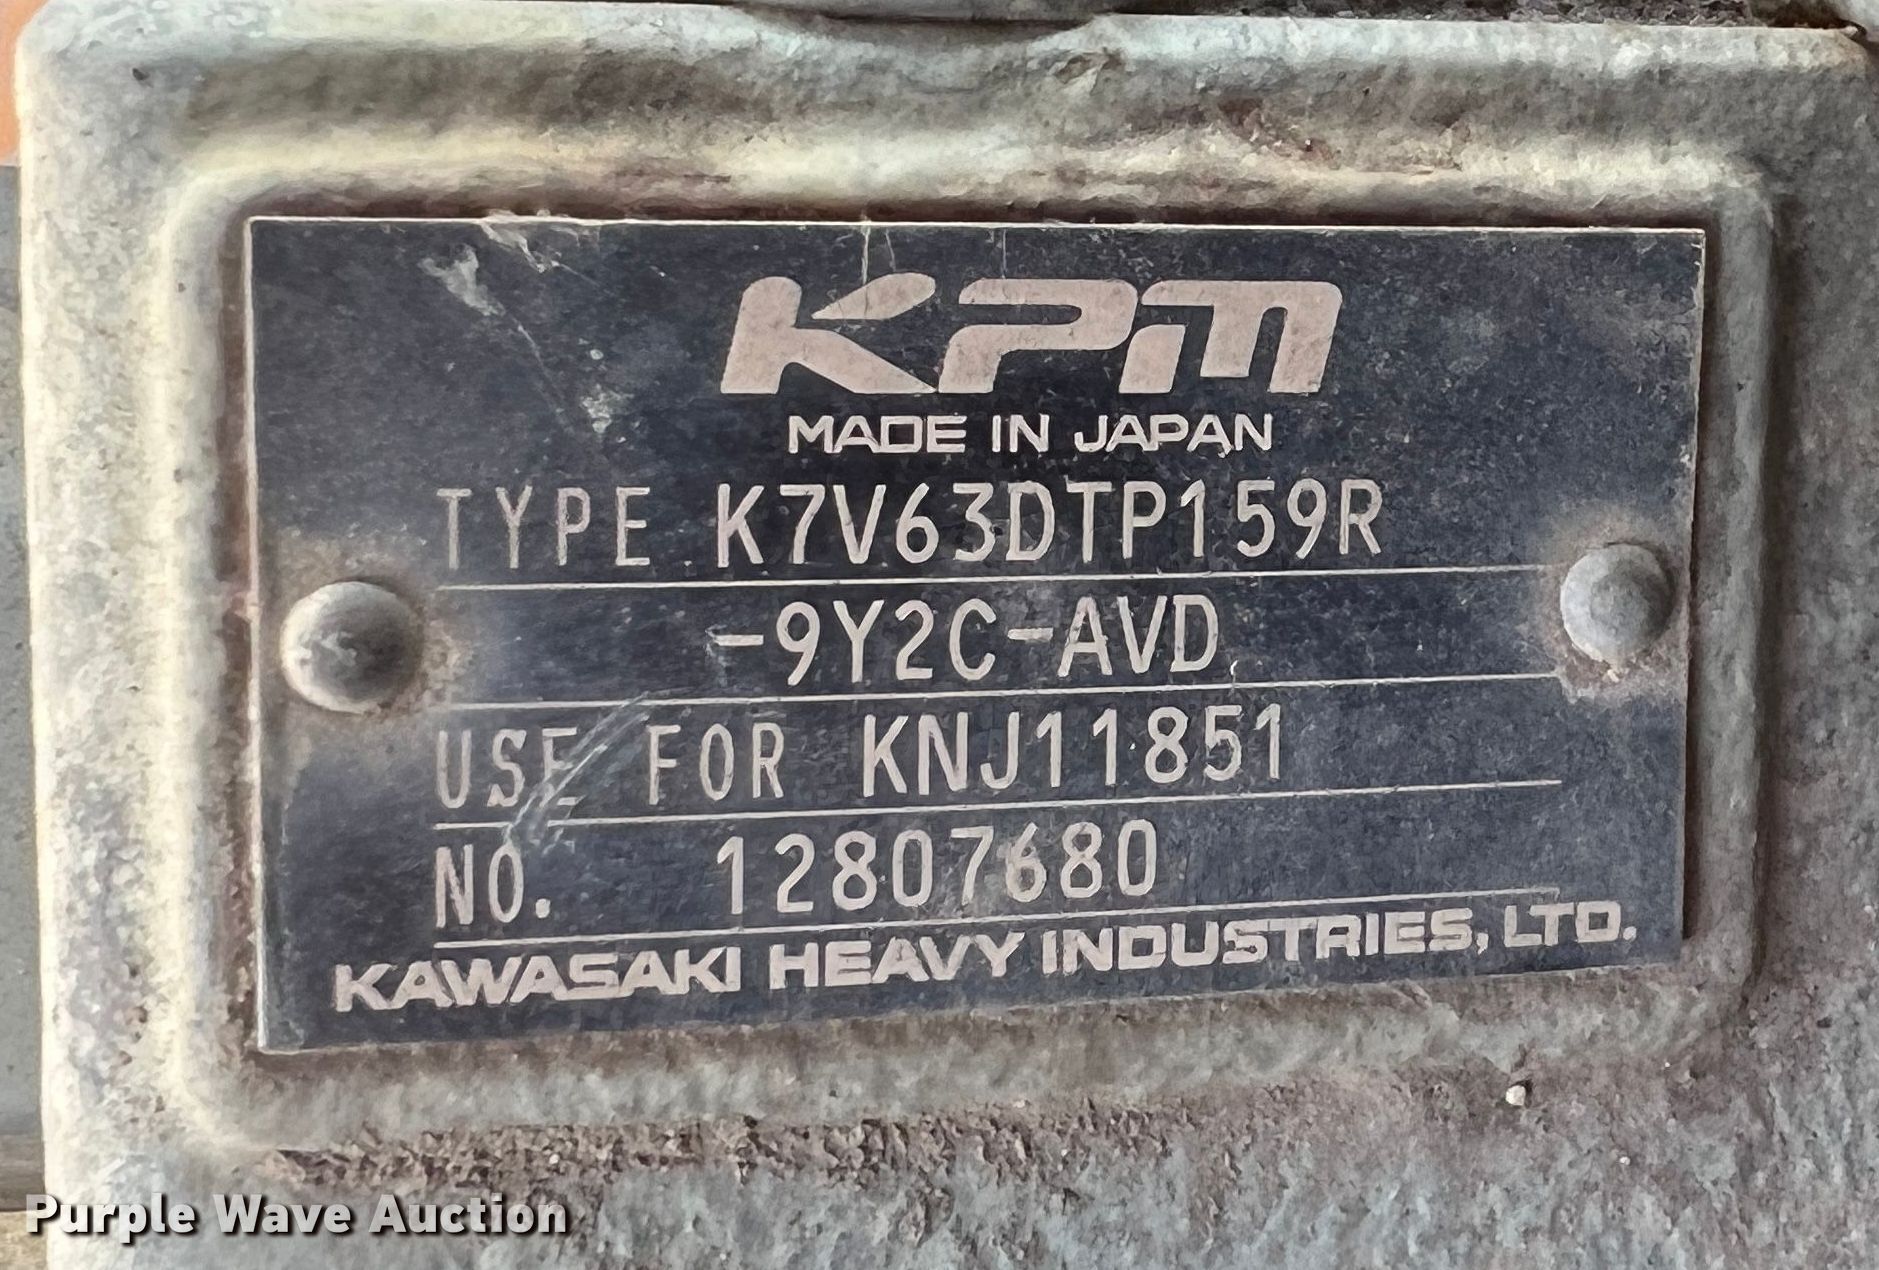 KPM
MADE IN JAPAN
TYPE K7V63DTP159R
-9Y2C-AVD
USE FOR KNJ11851
NO. 12807680
KAWASAKI HEAVY INDUSTRIES, LTD.
Purple Wave Auction